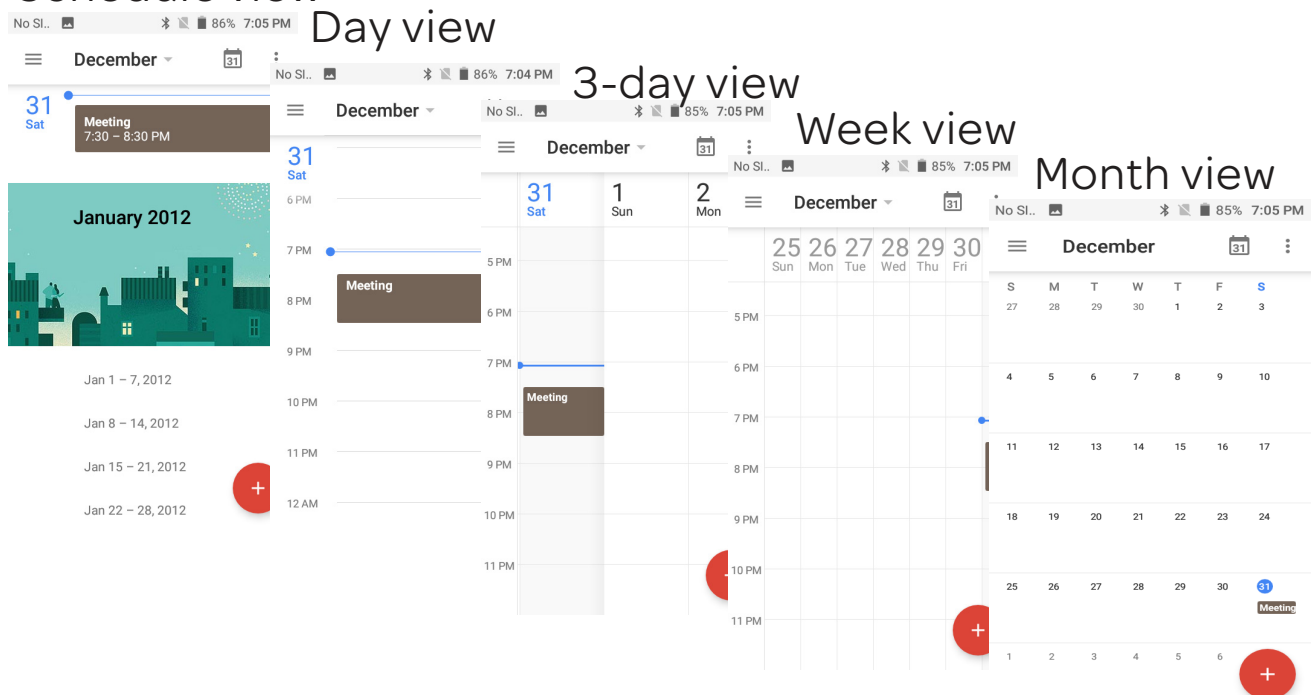 Schedule view
No SI.. 86% 7:05 PM
December
31
31
Sat
Meeting
7:30 – 8:30 PM
January 2012
Jan 1 – 7, 2012
Jan 8 – 14, 2012
Jan 15 – 21, 2012
Jan 22 – 28, 2012
+
Day view
No SI.. 86% 7:04 PM
December
31
Sat
6 PM
7 PM
Meeting
8 PM
9 PM
10 PM
11 PM
12 AM
3-day view
No SI.. 85% 7:05 PM
December
31
31 1 2
Sat Sun Mon
5 PM
6 PM
7 PM
Meeting
8 PM
9 PM
10 PM
11 PM
Week view
No SI.. 85% 7:05 PM
December
31
25 26 27 28 29 30
Sun Mon Tue Wed Thu Fri
5 PM
6 PM
7 PM
8 PM
9 PM
10 PM
11 PM
+
Month view
No SI.. 85% 7:05 PM
December
31
S M T W T F S
27 28 29 30 1 2 3
4 5 6 7 8 9 10
11 12 13 14 15 16 17
18 19 20 21 22 23 24
25 26 27 28 29 30 31
Meeting
1 2 3 4 5 6
+